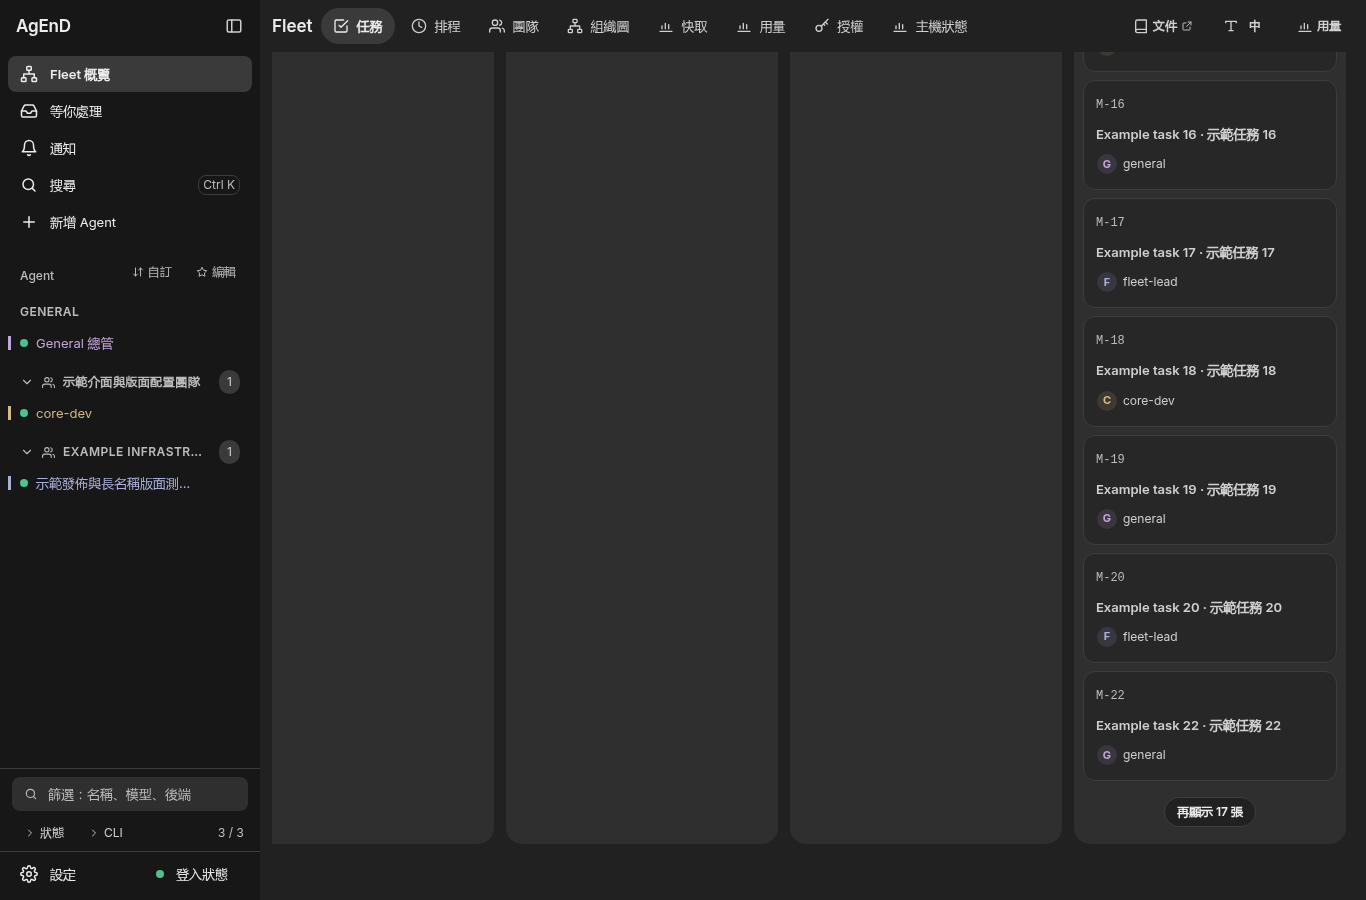 AgEnD
Fleet 概覽
等你處理
通知
搜尋 Ctrl K
新增 Agent
Agent 自訂 編輯
GENERAL
General 總管
示範介面與版面配置團隊 1
core-dev
EXAMPLE INFRASTR... 1
示範發佈與長名稱版面測...
篩選：名稱、模型、後端
狀態 CLI 3 / 3
設定 登入狀態
Fleet 任務 排程 團隊 組織圖 快取 用量 授權 主機狀態 文件 中 用量
M-16
Example task 16 · 示範任務 16
G general
M-17
Example task 17 · 示範任務 17
F fleet-lead
M-18
Example task 18 · 示範任務 18
C core-dev
M-19
Example task 19 · 示範任務 19
G general
M-20
Example task 20 · 示範任務 20
F fleet-lead
M-22
Example task 22 · 示範任務 22
G general
再顯示 17 張